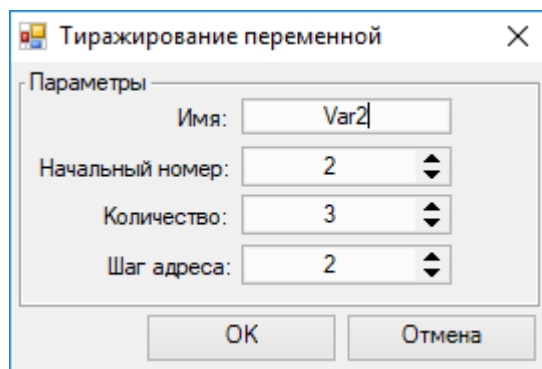 Тиражирование переменной
Параметры
Имя: Var2
Начальный номер: 2
Количество: 3
Шаг адреса: 2
OK Отмена